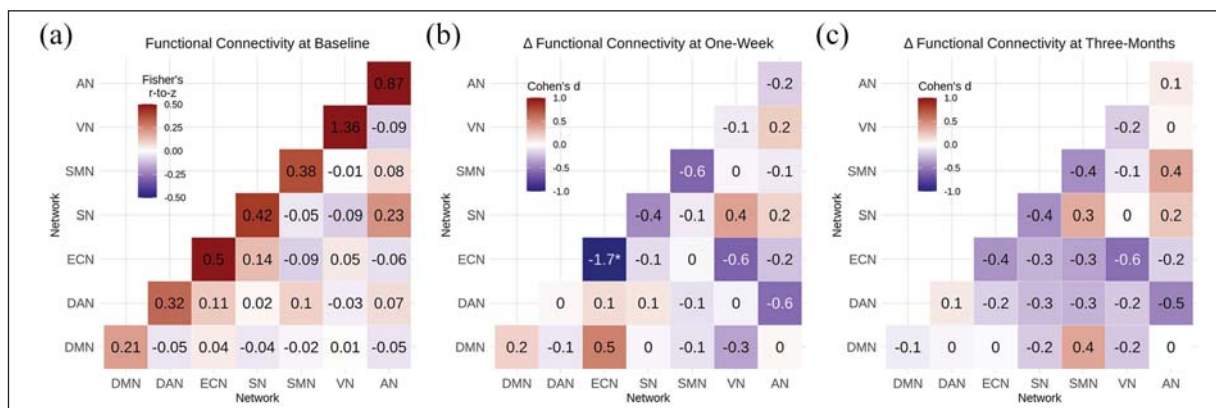 (a)
Functional Connectivity at Baseline
Fisher's
r-to-z
0.50
0.25
0.00
-0.25
-0.50
Network
AN 0.87
VN 1.36 -0.09
SMN 0.38 -0.01 0.08
SN 0.42 -0.05 -0.09 0.23
ECN 0.5 0.14 -0.09 0.05 -0.06
DAN 0.32 0.11 0.02 0.1 -0.03 0.07
DMN 0.21 -0.05 0.04 -0.04 -0.02 0.01 -0.05
DMN DAN ECN SN SMN VN AN
Network
(b)
Δ Functional Connectivity at One-Week
Cohen's d
1.0
0.5
0.0
-0.5
-1.0
Network
AN -0.2
VN -0.1 0.2
SMN -0.6 0 -0.1
SN -0.4 -0.1 0.4 0.2
ECN -1.7* -0.1 0 -0.6 -0.2
DAN 0 0.1 0.1 -0.1 0 -0.6
DMN 0.2 -0.1 0.5 0 -0.1 -0.3 0
DMN DAN ECN SN SMN VN AN
Network
(c)
Δ Functional Connectivity at Three-Months
Cohen's d
1.0
0.5
0.0
-0.5
-1.0
Network
AN 0.1
VN -0.2 0
SMN -0.4 -0.1 0.4
SN -0.4 0.3 0 0.2
ECN -0.4 -0.3 -0.3 -0.6 -0.2
DAN 0.1 -0.2 -0.3 -0.3 -0.2 -0.5
DMN -0.1 0 0 -0.2 0.4 -0.2 0
DMN DAN ECN SN SMN VN AN
Network